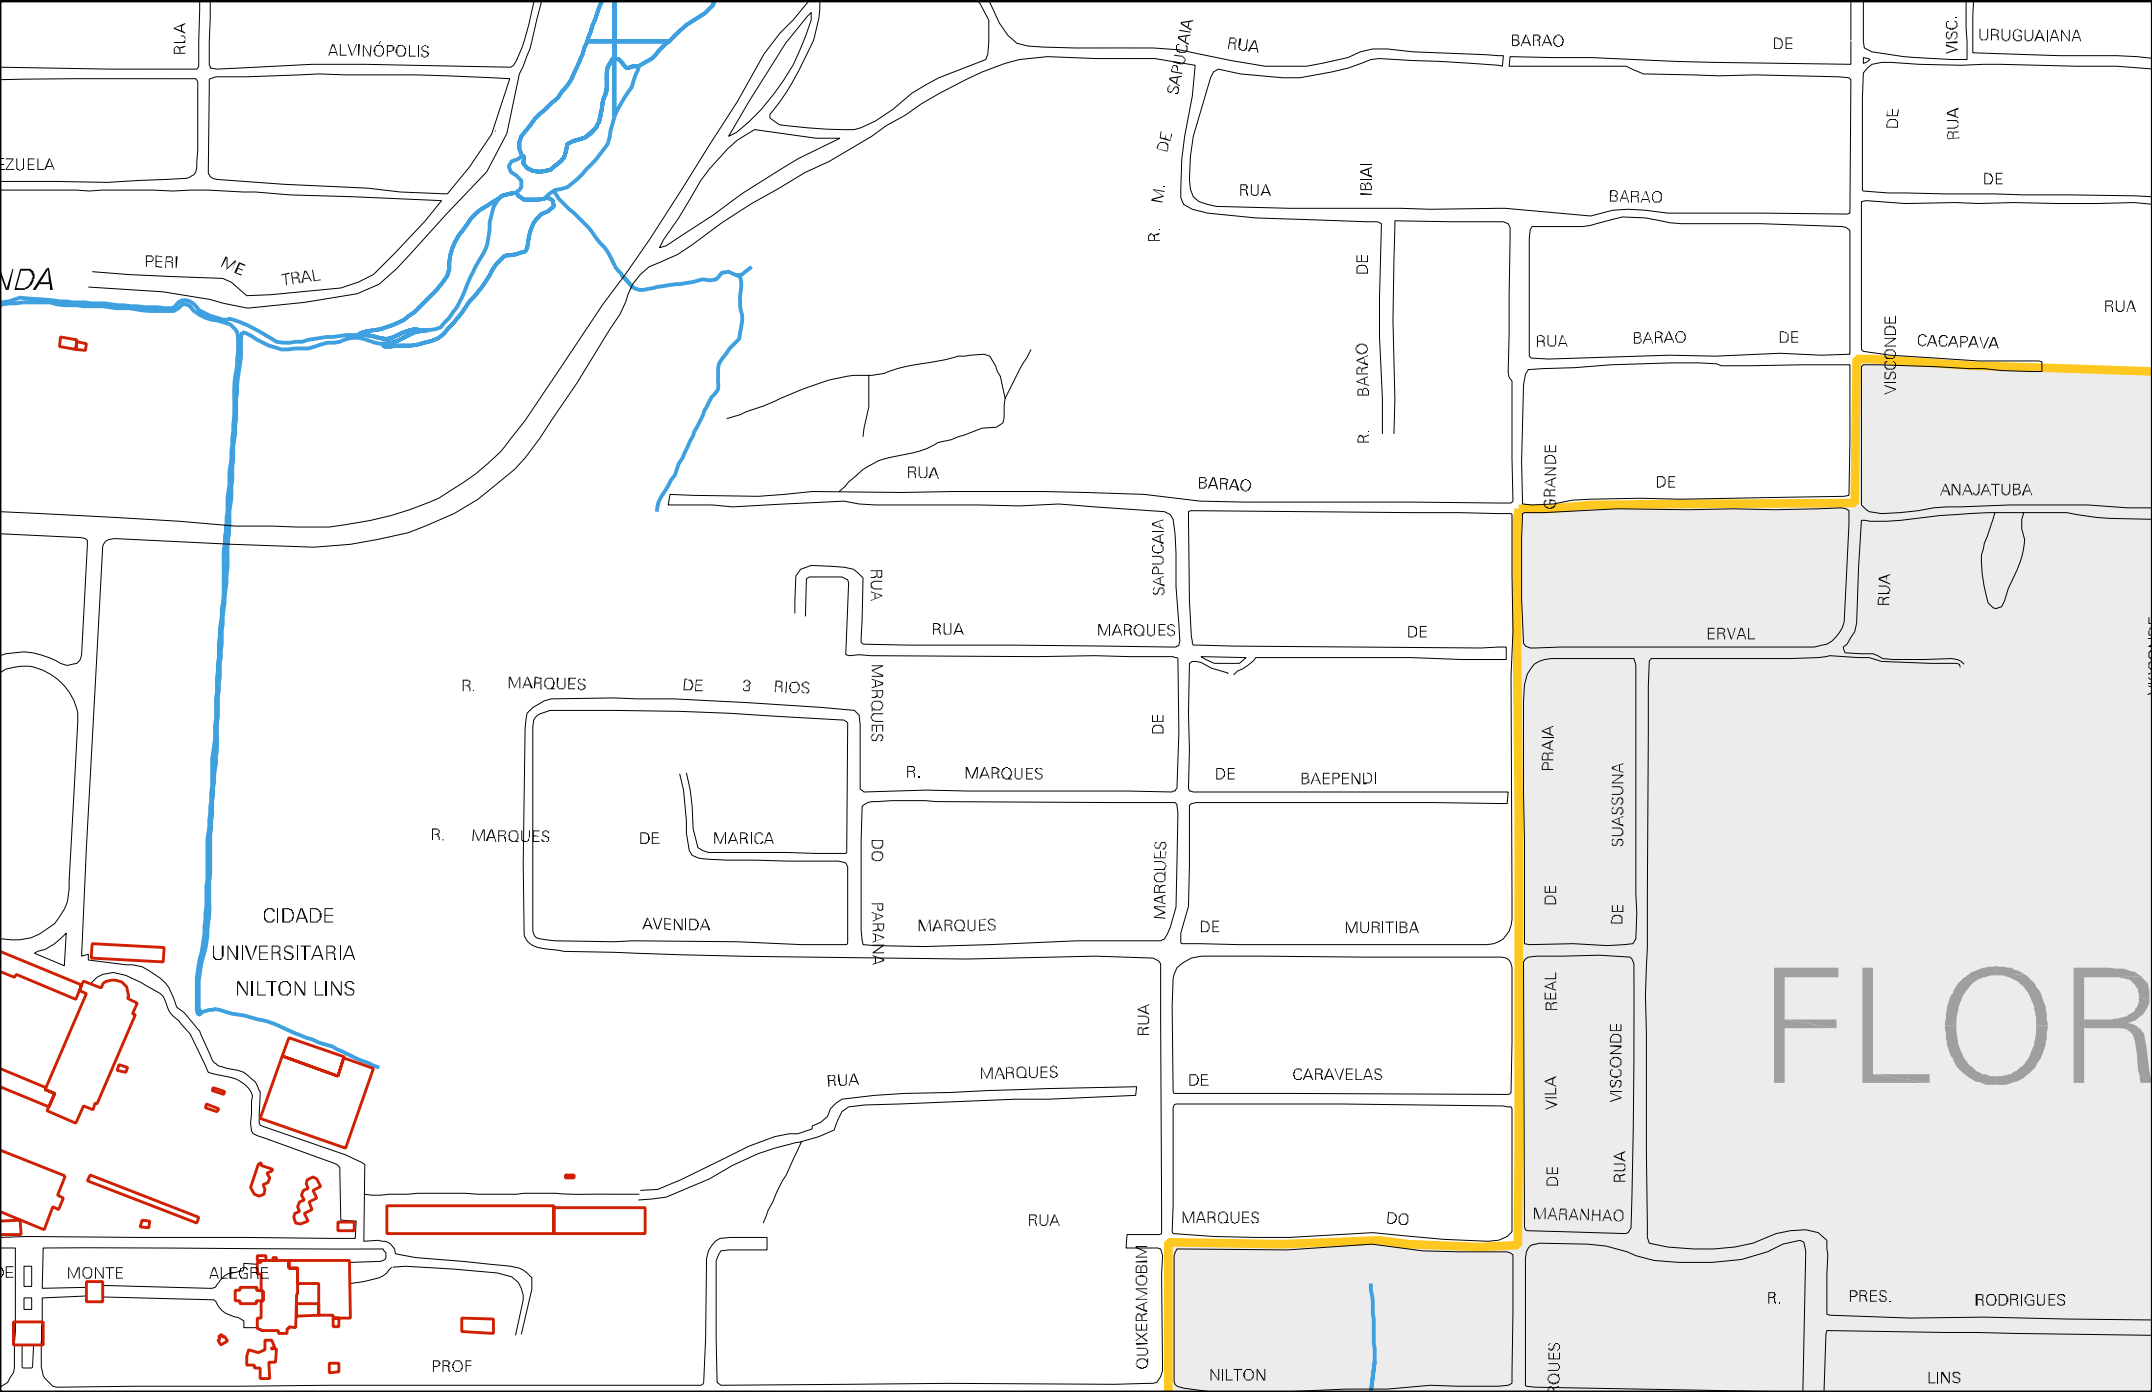 RUA
ALVINÓPOLIS
SAPUCAIA
RUA
BARAO
DE
VISC.
URUGUAIANA
DE
RUA
EZUELA
DE
M.
R.
RUA
IBIAI
BARAO
DE
PERI
ME
TRAL
NDA
DE
BARAO
R.
RUA
RUA
BARAO
DE
VISCONDE
CACAPAVA
RUA
BARAO
GRANDE
DE
ANAJATUBA
SAPUCAIA
RUA
RUA
RUA
MARQUES
DE
ERVAL
R. MARQUES DE 3 RIOS
MARQUES
DE
PRAIA
R. MARQUES
DE
BAEPENDI
SUASSUNA
R. MARQUES DE MARICA
DO
MARQUES
DE
DE
CIDADE
UNIVERSITARIA
NILTON LINS
AVENIDA
PARANA
MARQUES
DE
MURITIBA
REAL
FLOR
RUA
VISCONDE
RUA
MARQUES
DE
CARAVELAS
VILA
DE
RUA
RUA
MARQUES
DO
MARANHAO
DE
MONTE
ALEGRE
QUIXERAMOBIM
R.
PRES.
RODRIGUES
PROF
NILTON
QUES
LINS